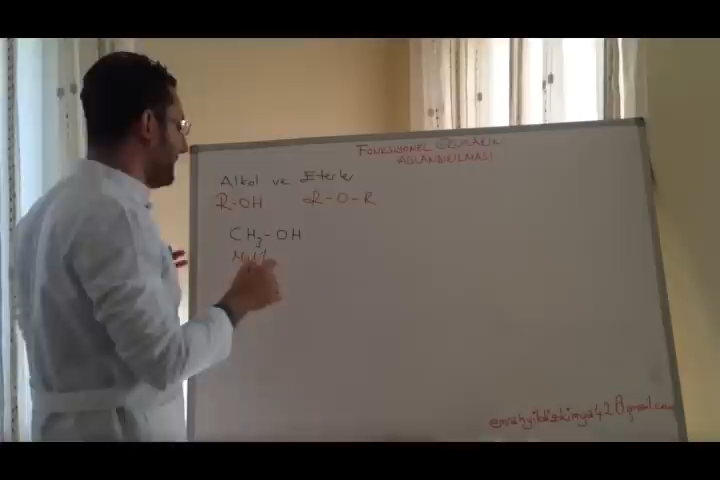 FONKSİYONEL GRUPLARIN
ADLANDIRILMASI
Alkol ve Eterler
R-OH R-O-R
CH3-OH